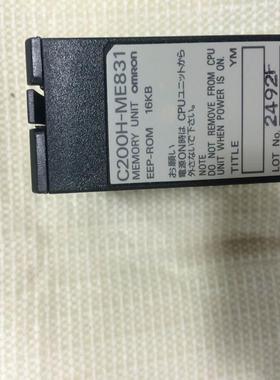 C200H-ME831
MEMORY UNIT omron
EEP-ROM 16KB
お願い
電源ON時は、CPUユニットから
外さないで下さい。
NOTE
DO NOT REMOVE FROM CPU
UNIT WHEN POWER IS ON.
TITLE YM
LOT No. 2492F